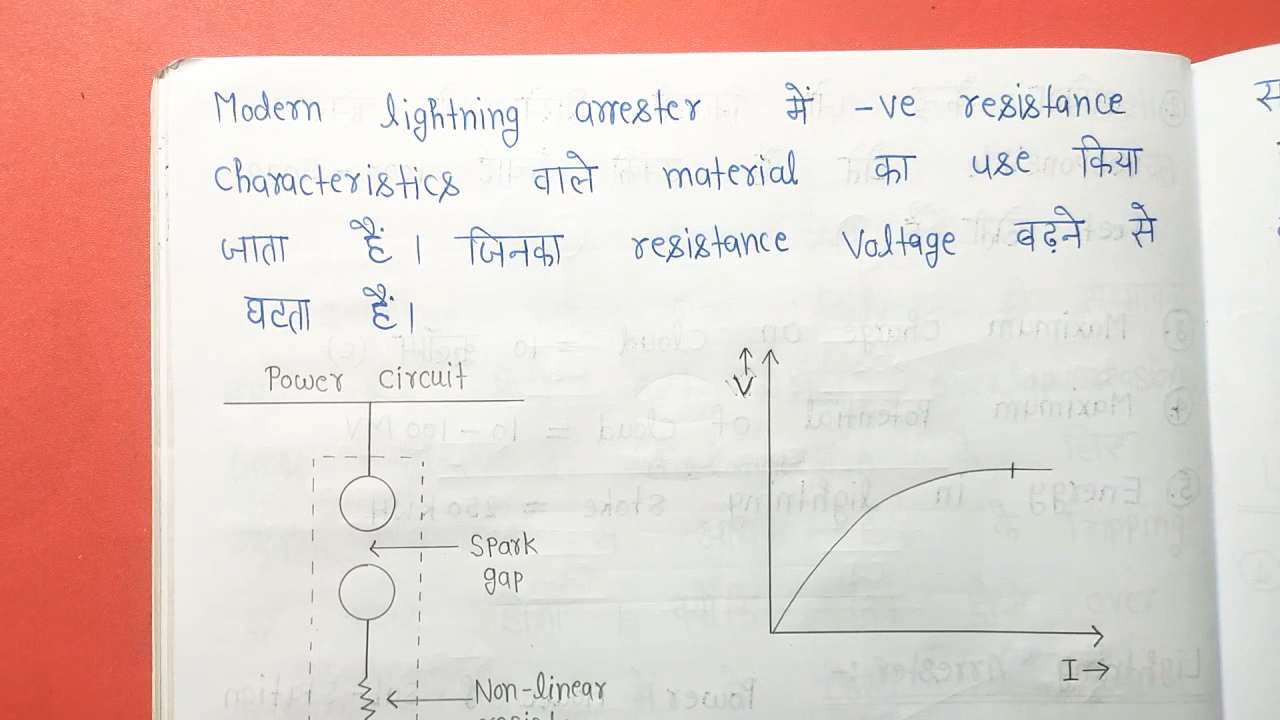 Modern lightning arrester में -ve resistance
characteristics वाले material का use किया
जाता हैं। जिनका resistance Voltage बढ़ने से
घटता हैं।
Power circuit
Spark
gap
Non-linear
V
I→